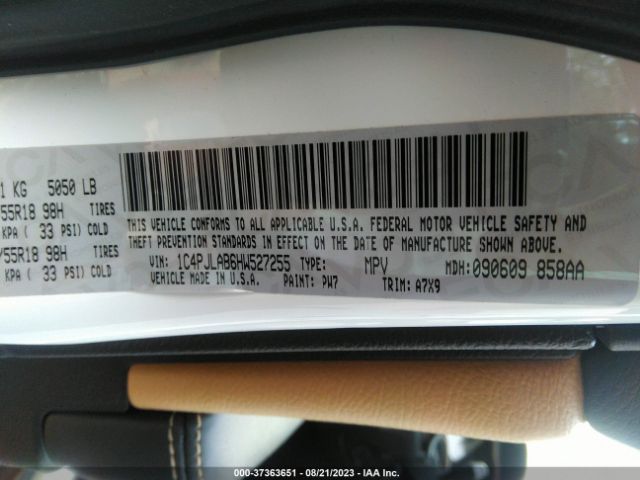 1 KG 5050 LB
/55R18 98H TIRES
KPA ( 33 PSI) COLD
/55R18 98H TIRES
KPA ( 33 PSI) COLD
THIS VEHICLE CONFORMS TO ALL APPLICABLE U.S.A. FEDERAL MOTOR VEHICLE SAFETY AND
THEFT PREVENTION STANDARDS IN EFFECT ON THE DATE OF MANUFACTURE SHOWN ABOVE.
VIN: 1C4PJLAB6HW527255 TYPE: MPV MDH: 090609 858AA
VEHICLE MADE IN U.S.A. PAINT: PW7 TRIM: A7X9
000-37363651 - 08/21/2023 - IAA Inc.